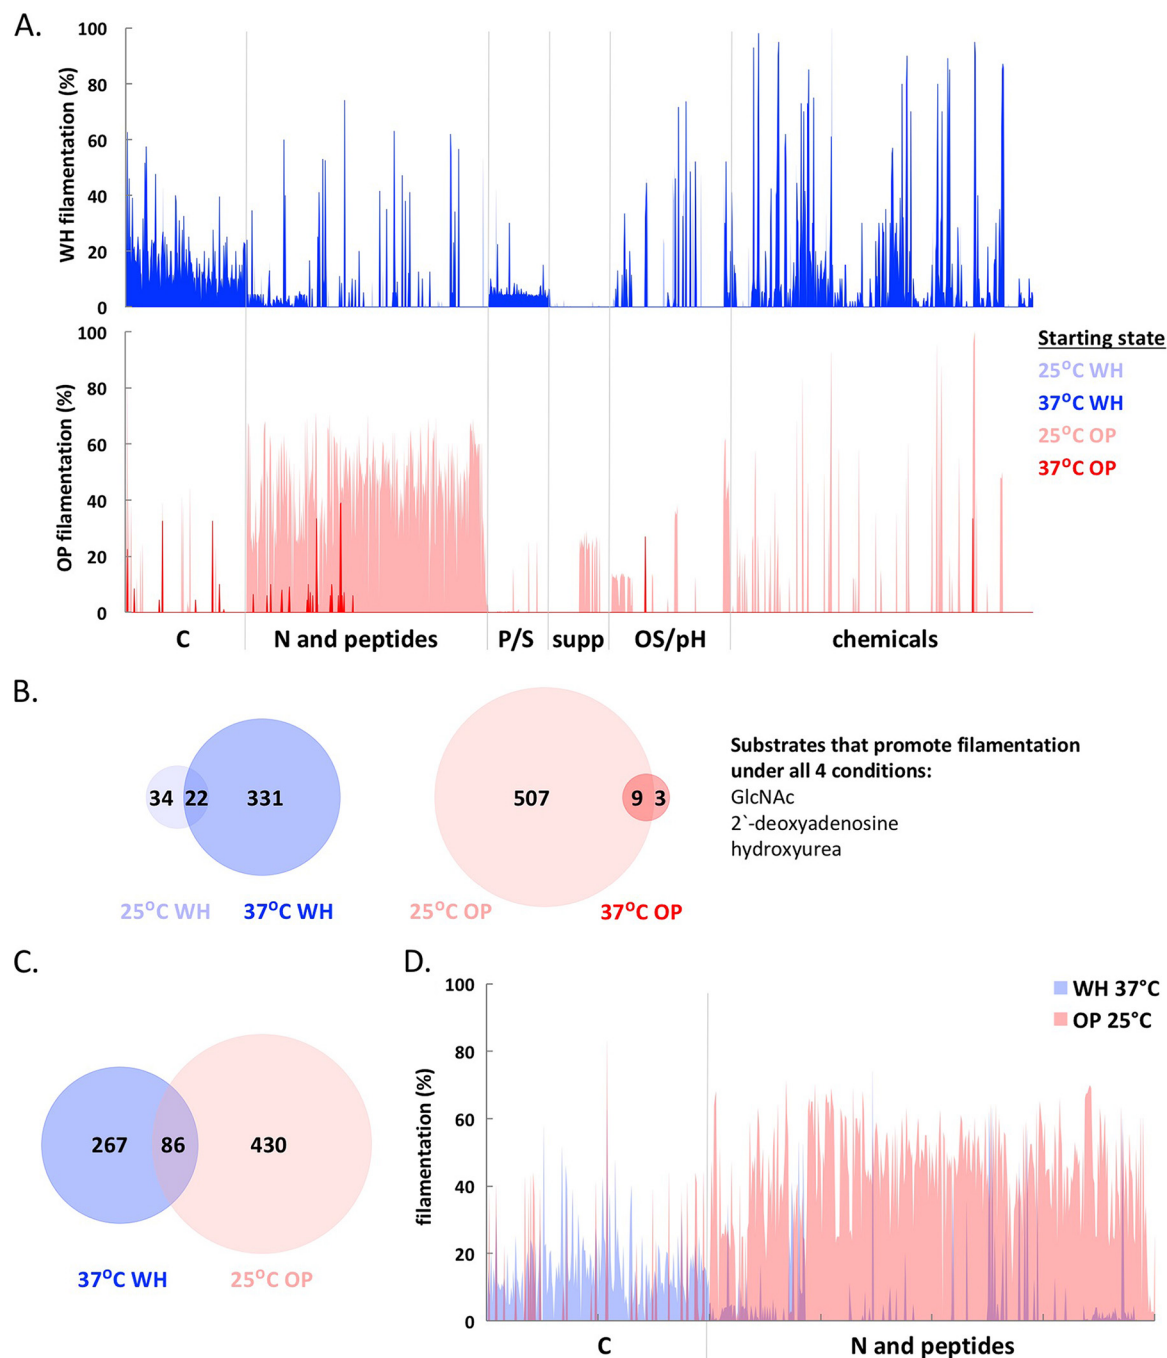 A.
100
80
60
40
20
0
WH filtration (%)
100
80
60
40
20
0
OP filamentation (%)
Starting state
25°C WH
37°C WH
25°C OP
37°C OP
C
N and peptides
P/S
supp
OS/pH
chemicals
B.
34
22
331
25°C WH
37°C WH
507
9
3
25°C OP
37°C OP
Substrates that promote filamentation
under all 4 conditions:
GlcNAc
2`-deoxyadenosine
hydroxyurea
C.
267
86
430
37°C WH
25°C OP
D.
100
80
60
40
20
0
filamentation (%)
WH 37°C
OP 25°C
C
N and peptides